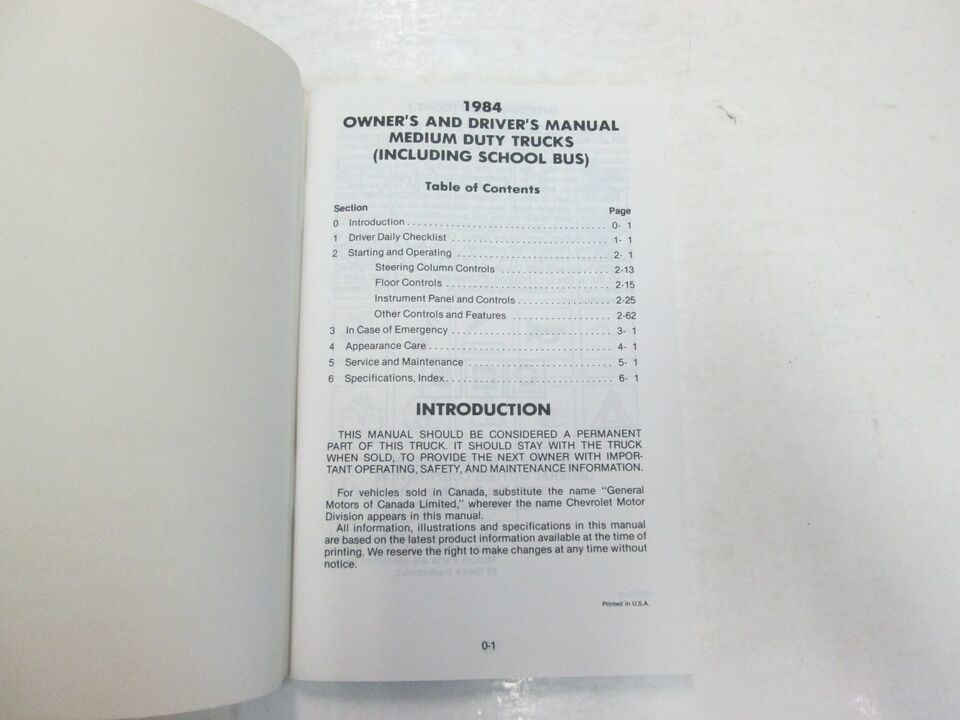 1984
OWNER'S AND DRIVER'S MANUAL
MEDIUM DUTY TRUCKS
(INCLUDING SCHOOL BUS)
Table of Contents
Section Page
0 Introduction . . . . . . . . . . . . . . . . . . . . . . . . . . . . . . . . . . 0- 1
1 Driver Daily Checklist . . . . . . . . . . . . . . . . . . . . . . . . . . . 1- 1
2 Starting and Operating . . . . . . . . . . . . . . . . . . . . . . . . . . 2- 1
Steering Column Controls . . . . . . . . . . . . . . . . . . 2-13
Floor Controls . . . . . . . . . . . . . . . . . . . . . . . . . . . . 2-15
Instrument Panel and Controls . . . . . . . . . . . . . . . . 2-25
Other Controls and Features . . . . . . . . . . . . . . . . . 2-62
3 In Case of Emergency . . . . . . . . . . . . . . . . . . . . . . . . . . . 3- 1
4 Appearance Care . . . . . . . . . . . . . . . . . . . . . . . . . . . . . . . 4- 1
5 Service and Maintenance . . . . . . . . . . . . . . . . . . . . . . . . . 5- 1
6 Specifications, Index . . . . . . . . . . . . . . . . . . . . . . . . . . . . 6- 1
INTRODUCTION
THIS MANUAL SHOULD BE CONSIDERED A PERMANENT
PART OF THIS TRUCK. IT SHOULD STAY WITH THE TRUCK
WHEN SOLD, TO PROVIDE THE NEXT OWNER WITH IMPOR-
TANT OPERATING, SAFETY, AND MAINTENANCE INFORMATION.
For vehicles sold in Canada, substitute the name "General
Motors of Canada Limited," wherever the name Chevrolet Motor
Division appears in this manual.
All information, illustrations and specifications in this manual
are based on the latest product information available at the time of
printing. We reserve the right to make changes at any time without
notice.
Printed in U.S.A.
0-1